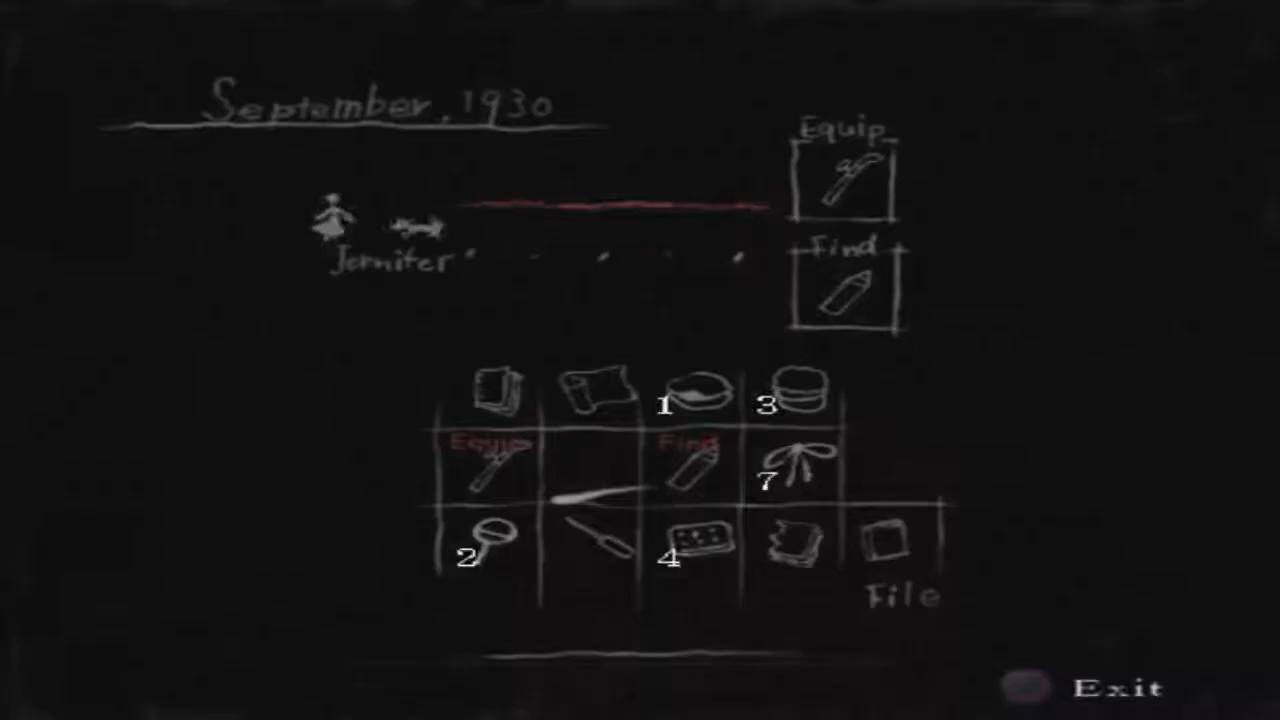 September, 1930
Equip
Find
Jennifer
1
3
Equip
Find
7
2
4
File
Exit